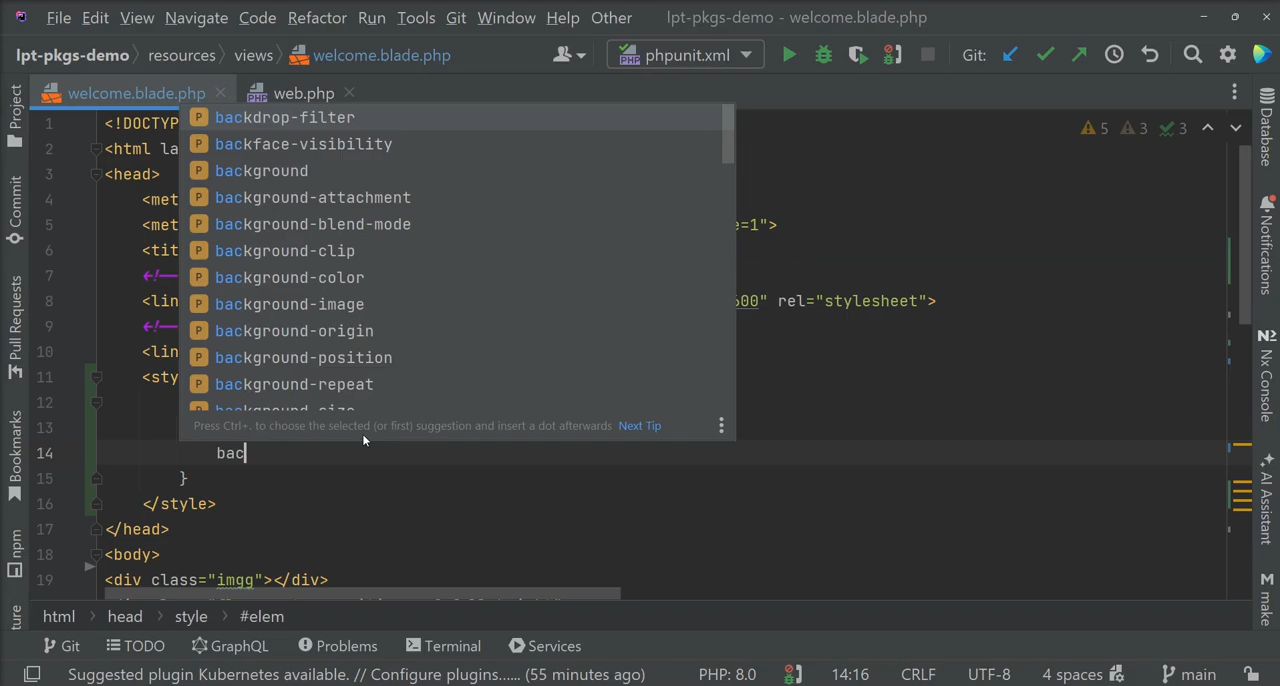 File Edit View Navigate Code Refactor Run Tools Git Window Help Other lpt-pkgs-demo - welcome.blade.php
lpt-pkgs-demo resources views welcome.blade.php phpunit.xml Git:
welcome.blade.php web.php
1 <!DOCTYP
2 <html la
3 <head>
4 <met
5 <met e=1">
6 <tit
7 <!--
8 <lin 600" rel="stylesheet">
9 <!--
10 <lin
11 <sty
12
13
14 bac
15 }
16 </style>
17 </head>
18 <body>
19 <div class="imgg"></div>
backdrop-filter
backface-visibility
background
background-attachment
background-blend-mode
background-clip
background-color
background-image
background-origin
background-position
background-repeat
background-size
Press Ctrl+. to choose the selected (or first) suggestion and insert a dot afterwards Next Tip
5 3 3
Project
Commit
Pull Requests
Bookmarks
npm
ture
Database
Notifications
Nx Console
AI Assistant
M make
html head style #elem
Git TODO GraphQL Problems Terminal Services
Suggested plugin Kubernetes available. // Configure plugins...... (55 minutes ago) PHP: 8.0 14:16 CRLF UTF-8 4 spaces main